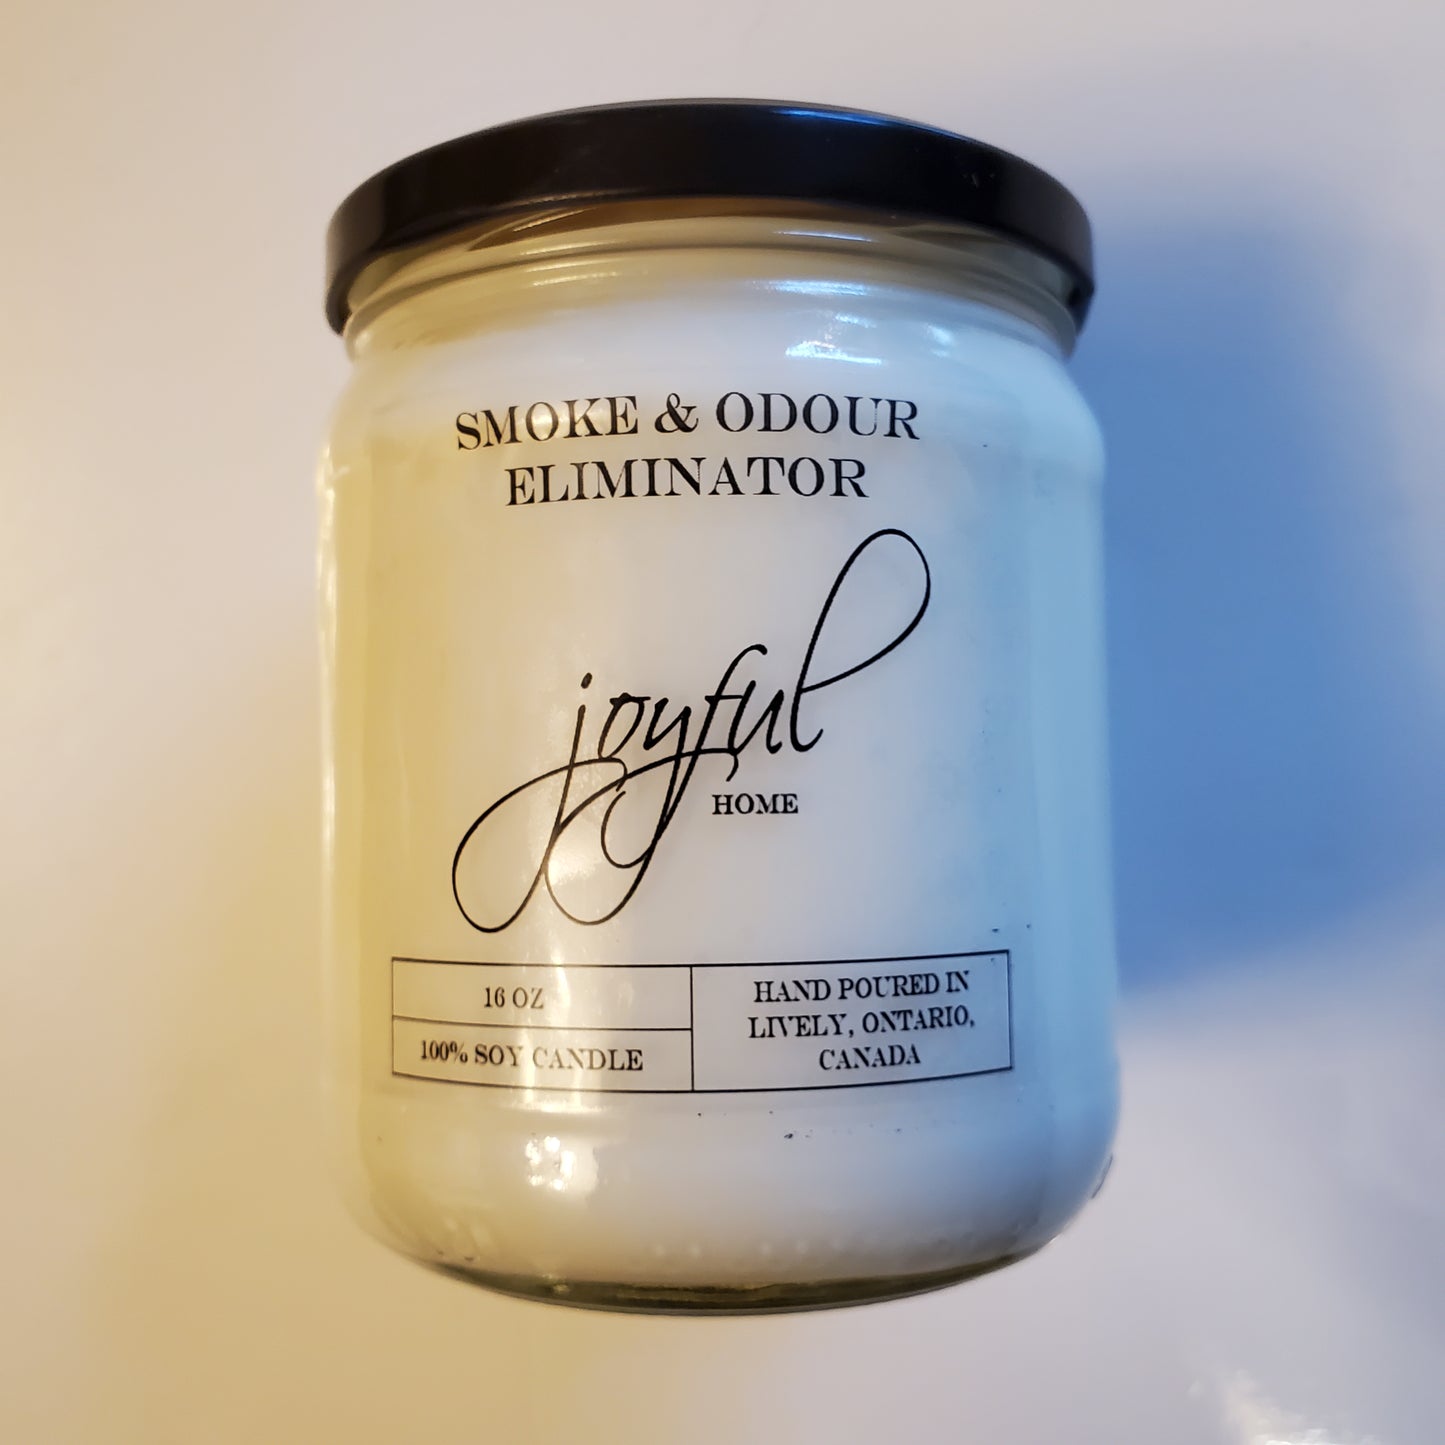 SMOKE & ODOUR
ELIMINATOR
joyful
HOME
16 OZ
100% SOY CANDLE
HAND POURED IN
LIVELY, ONTARIO,
CANADA